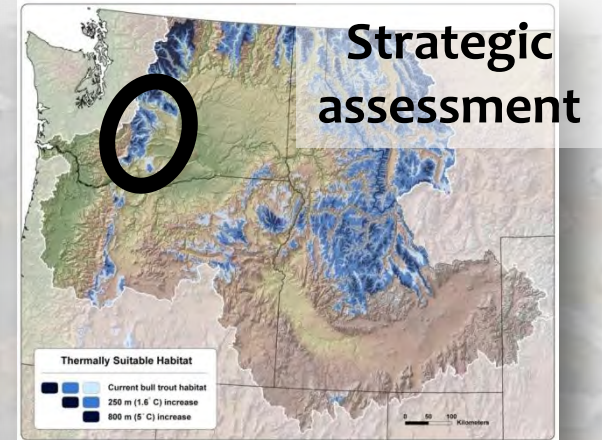 Strategic
assessment
Thermally Suitable Habitat
Current bull trout habitat
250 m (1.6° C) increase
800 m (5° C) increase
0 50 100
Kilometers